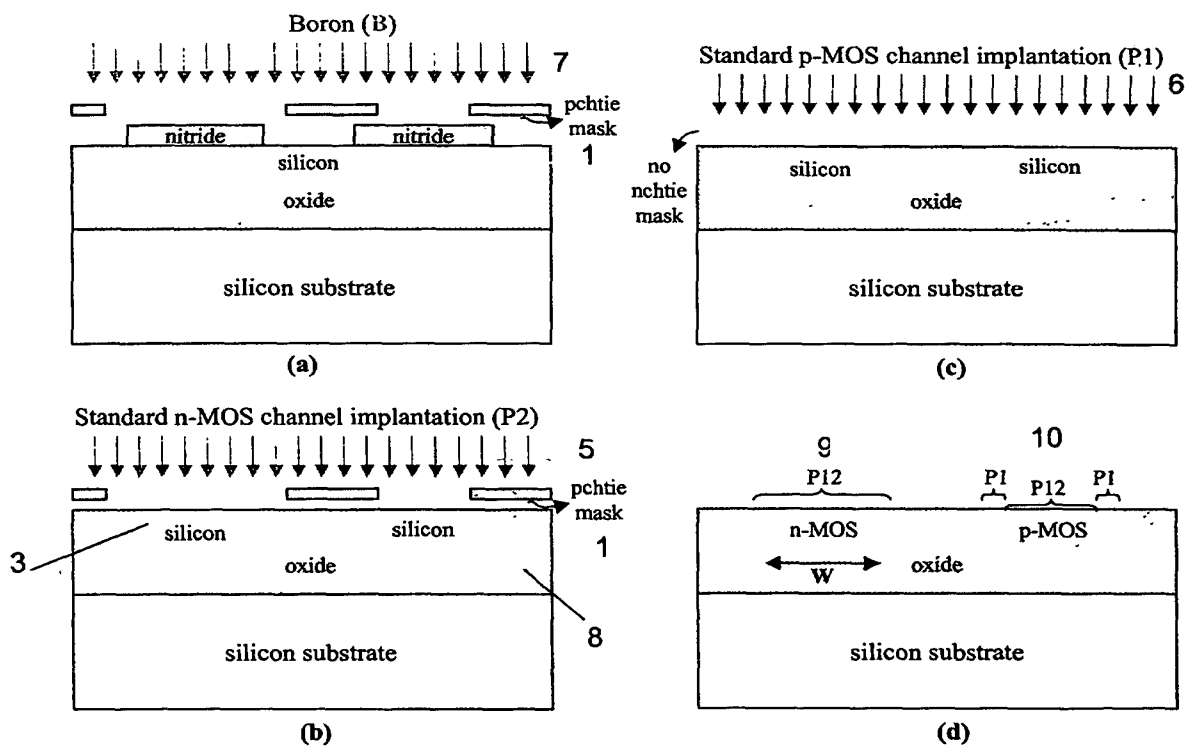 Boron (B)
7
pchtie
mask
nitride
nitride
1
silicon
oxide
silicon substrate
(a)
Standard n-MOS channel implantation (P2)
5
pchtie
mask
silicon
silicon
1
3
oxide
8
silicon substrate
(b)
Standard p-MOS channel implantation (P1)
6
no
nchtie
mask
silicon
silicon
oxide
silicon substrate
(c)
9
10
P12
P1
P12
P1
n-MOS
p-MOS
W
oxide
silicon substrate
(d)